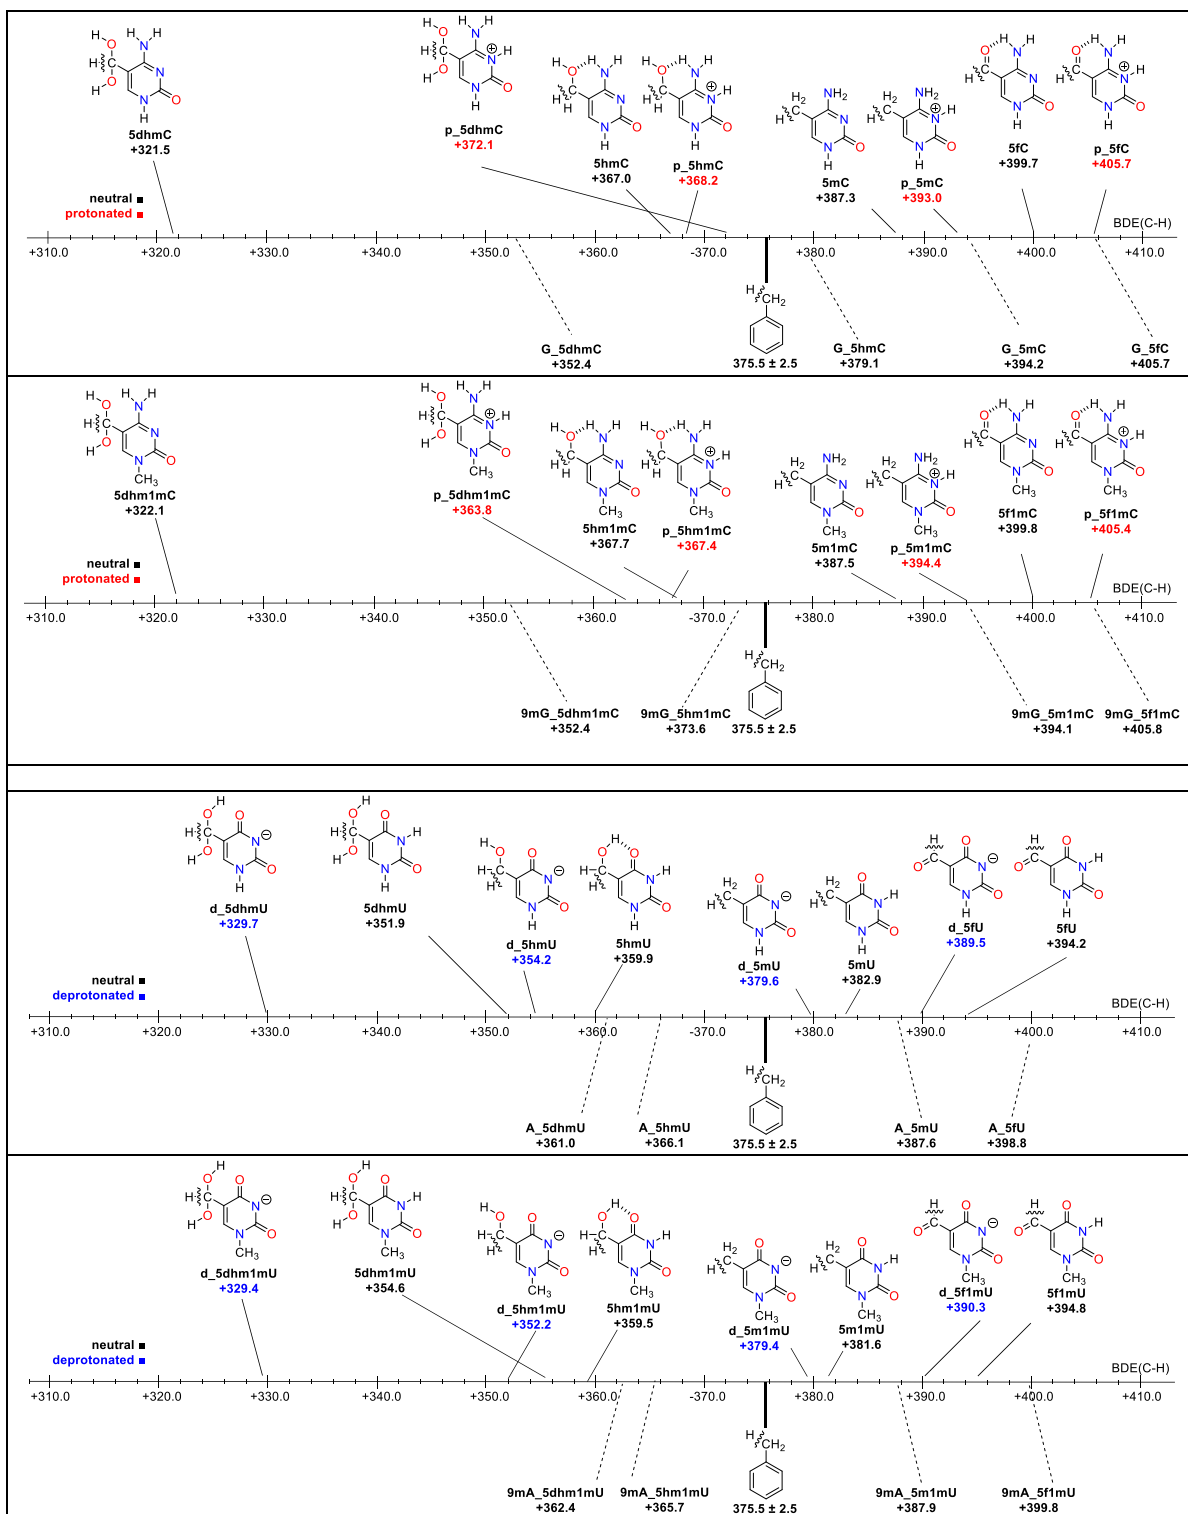 5dhmC
+321.5
p_5dhmC
+372.1
5hmC
+367.0
p_5hmC
+368.2
5mC
+387.3
p_5mC
+393.0
5fC
+399.7
p_5fC
+405.7
neutral
protonated
BDE(C-H)
+310.0 +320.0 +330.0 +340.0 +350.0 +360.0 -370.0 +380.0 +390.0 +400.0 +410.0
G_5dhmC
+352.4
375.5 ± 2.5
G_5hmC
+379.1
G_5mC
+394.2
G_5fC
+405.7
5dhm1mC
+322.1
p_5dhm1mC
+363.8
5hm1mC
+367.7
p_5hm1mC
+367.4
5m1mC
+387.5
p_5m1mC
+394.4
5f1mC
+399.8
p_5f1mC
+405.4
neutral
protonated
BDE(C-H)
+310.0 +320.0 +330.0 +340.0 +350.0 +360.0 -370.0 +380.0 +390.0 +400.0 +410.0
9mG_5dhm1mC
+352.4
9mG_5hm1mC
+373.6
375.5 ± 2.5
9mG_5m1mC
+394.1
9mG_5f1mC
+405.8
d_5dhmU
+329.7
5dhmU
+351.9
d_5hmU
+354.2
5hmU
+359.9
d_5mU
+379.6
5mU
+382.9
d_5fU
+389.5
5fU
+394.2
neutral
deprotonated
BDE(C-H)
+310.0 +320.0 +330.0 +340.0 +350.0 +360.0 -370.0 +380.0 +390.0 +400.0 +410.0
A_5dhmU
+361.0
A_5hmU
+366.1
375.5 ± 2.5
A_5mU
+387.6
A_5fU
+398.8
d_5dhm1mU
+329.4
5dhm1mU
+354.6
d_5hm1mU
+352.2
5hm1mU
+359.5
d_5m1mU
+379.4
5m1mU
+381.6
d_5f1mU
+390.3
5f1mU
+394.8
neutral
deprotonated
BDE(C-H)
+310.0 +320.0 +330.0 +340.0 +350.0 +360.0 -370.0 +380.0 +390.0 +400.0 +410.0
9mA_5dhm1mU
+362.4
9mA_5hm1mU
+365.7
375.5 ± 2.5
9mA_5m1mU
+387.9
9mA_5f1mU
+399.8